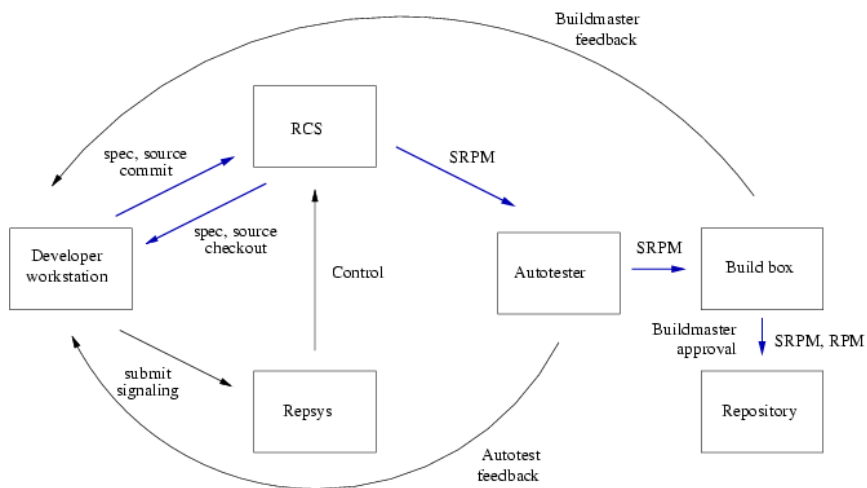 Buildmaster
feedback
RCS
spec, source
commit
SRPM
spec, source
checkout
Developer
workstation
Control
Autotester
SRPM
Build box
Buildmaster
approval
SRPM, RPM
submit
signaling
Repsys
Repository
Autotest
feedback